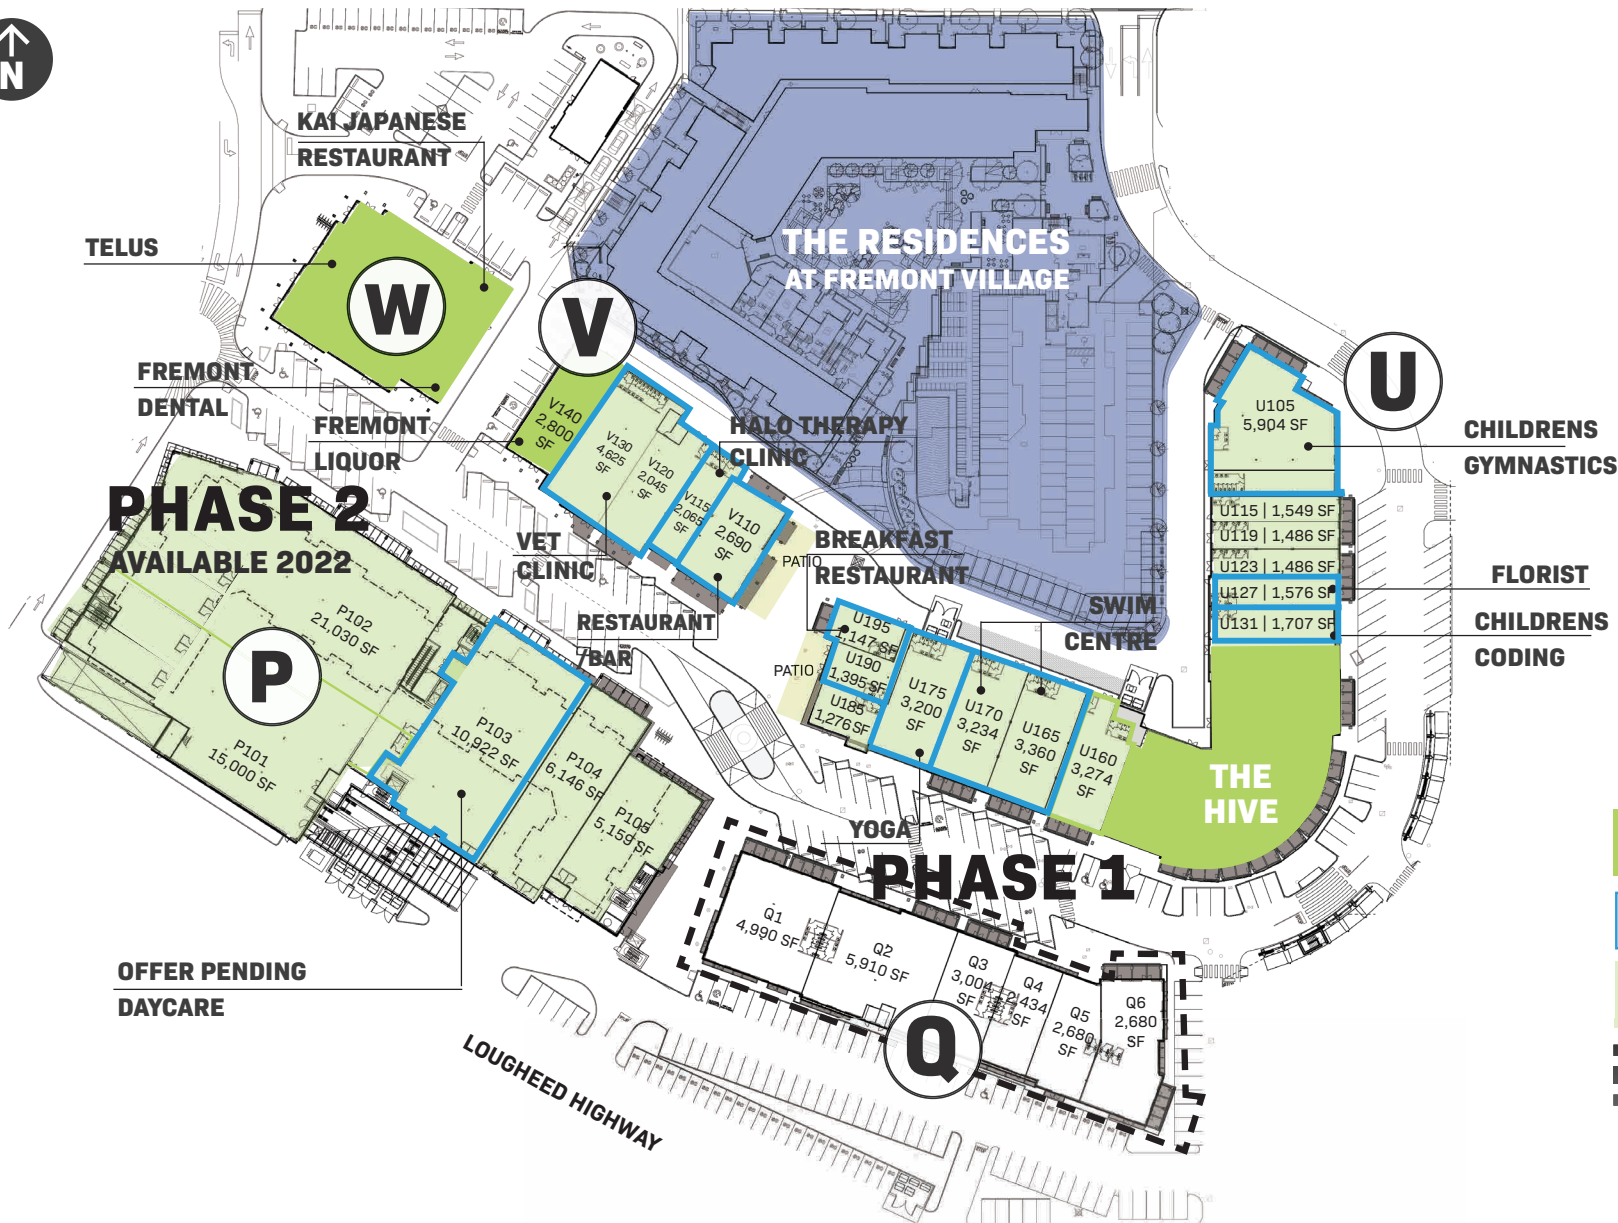 N
KAI JAPANESE
RESTAURANT
TELUS
W
FREMONT
DENTAL
V
THE RESIDENCES
AT FREMONT VILLAGE
FREMONT
LIQUOR
V140
2,800
SF
V130
4,625
SF
V120
2,045
SF
V115
2,065
SF
V110
2,690
SF
HALO THERAPY
CLINIC
VET
CLINIC
RESTAURANT
/BAR
PATIO
BREAKFAST
RESTAURANT
PATIO
SWIM
CENTRE
U
U105
5,904 SF
CHILDRENS
GYMNASTICS
U115 | 1,549 SF
U119 | 1,486 SF
U123 | 1,486 SF
U127 | 1,576 SF
U131 | 1,707 SF
FLORIST
CHILDRENS
CODING
U195
1,147 SF
U190
1,395 SF
U185
1,276 SF
U175
3,200
SF
U170
3,234
SF
U165
3,360
SF
U160
3,274
SF
THE
HIVE
YOGA
PHASE 2
AVAILABLE 2022
P
P102
21,030 SF
P101
15,000 SF
P103
10,922 SF
P104
6,146 SF
P105
5,159 SF
OFFER PENDING
DAYCARE
PHASE 1
Q1
4,990 SF
Q2
5,910 SF
Q3
3,004
SF
Q4
2,434
SF
Q5
2,680
SF
Q6
2,680
SF
Q
LOUGHEED HIGHWAY